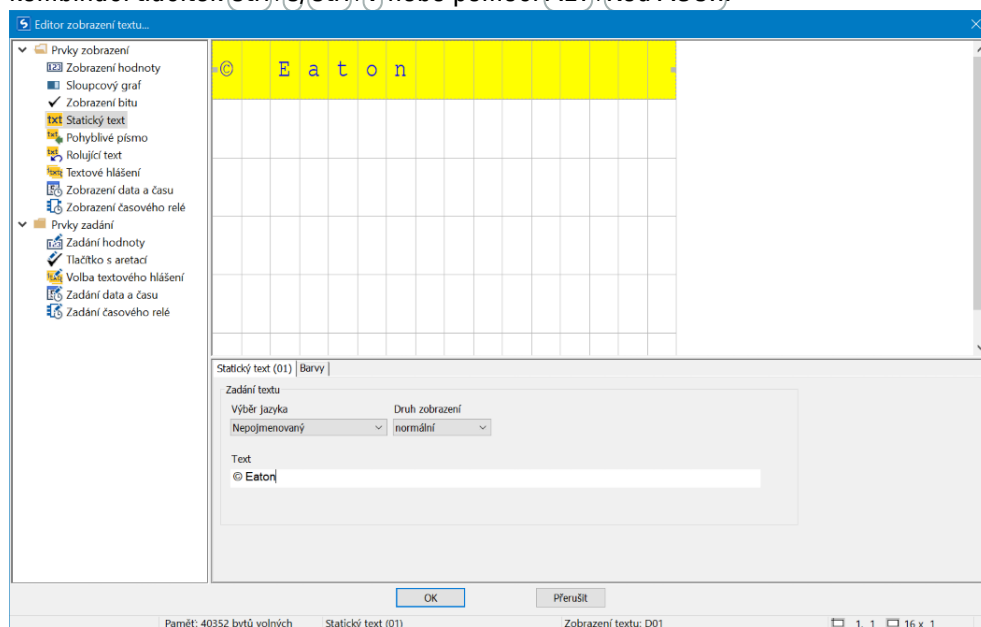 Editor zobrazení textu...
Prvky zobrazení
Zobrazení hodnoty
Sloupcový graf
Zobrazení bitu
txt Statický text
Pohyblivé písmo
Rolující text
Textové hlášení
Zobrazení data a času
Zobrazení časového relé
Prvky zadání
Zadání hodnoty
Tlačítko s aretací
Volba textového hlášení
Zadání data a času
Zadání časového relé
© Eaton
Statický text (01) Barvy
Zadání textu
Výběr jazyka Druh zobrazení
Nepojmenovaný normální
Text
© Eaton
OK Přerušit
Paměť: 40352 bytů volných Statický text (01) Zobrazení textu: D01 1, 1 16 x 1